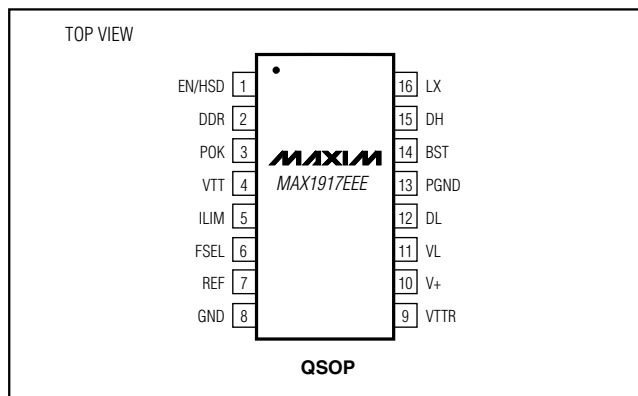 TOP VIEW
EN/HSD 1 16 LX
DDR 2 15 DH
POK 3 14 BST
MAXIM
VTT 4 MAX1917EEE 13 PGND
ILIM 5 12 DL
FSEL 6 11 VL
REF 7 10 V+
GND 8 9 VTTR
QSOP